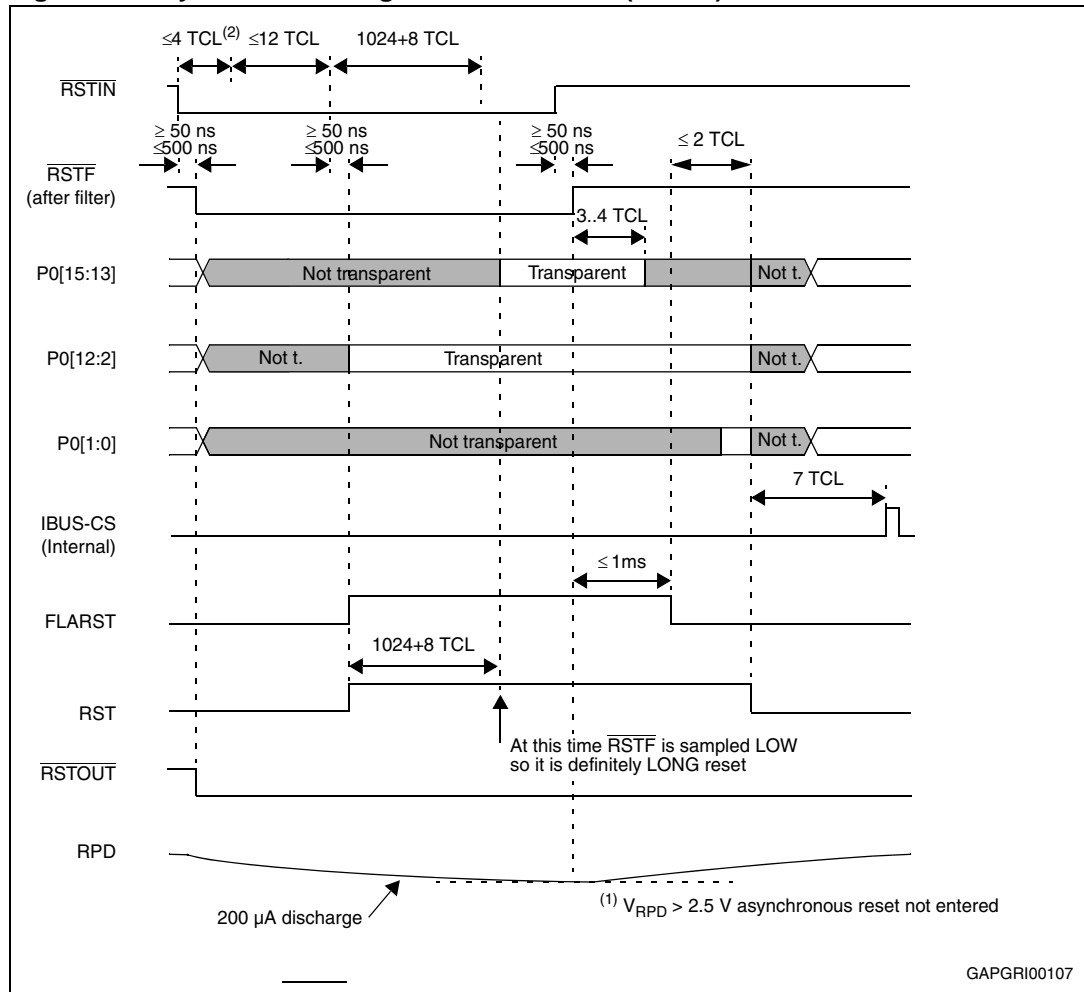 ≤4 TCL(2) ≤12 TCL 1024+8 TCL
RSTIN
≥ 50 ns ≥ 50 ns ≥ 50 ns
≤500 ns ≤500 ns ≤500 ns ≤ 2 TCL
RSTF
(after filter)
3..4 TCL
P0[15:13] Not transparent Transparent Not t.
P0[12:2] Not t. Transparent Not t.
P0[1:0] Not transparent Not t.
7 TCL
IBUS-CS
(Internal)
≤ 1ms
FLARST
1024+8 TCL
RST
At this time RSTF is sampled LOW
so it is definitely LONG reset
RSTOUT
RPD
200 µA discharge
(1) VRPD > 2.5 V asynchronous reset not entered
GAPGRI00107